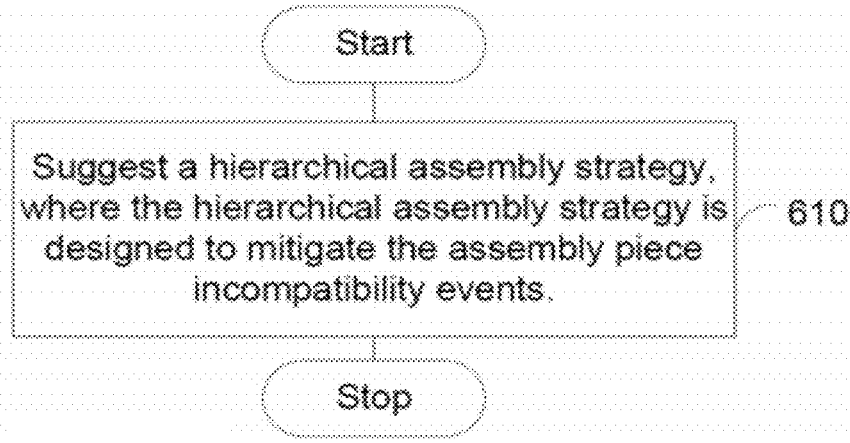 Start
Suggest a hierarchical assembly strategy,
where the hierarchical assembly strategy is
designed to mitigate the assembly piece
incompatibility events.
610
Stop